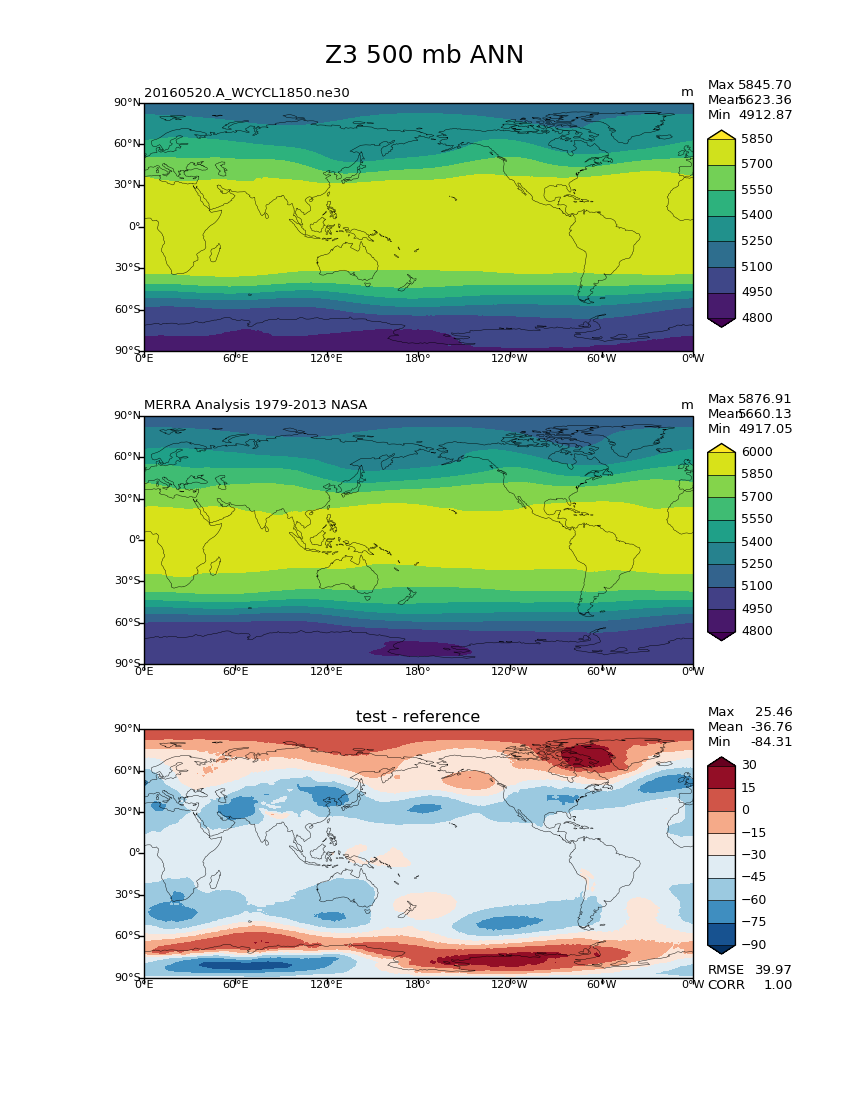 Z3 500 mb ANN
20160520.A_WCYCL1850.ne30 m
Max 5845.70
Mean 5623.36
Min 4912.87
90°N
60°N
30°N
0°
30°S
60°S
90°S
0°E 60°E 120°E 180° 120°W 60°W 0°W
5850
5700
5550
5400
5250
5100
4950
4800
MERRA Analysis 1979-2013 NASA m
Max 5876.91
Mean 5660.13
Min 4917.05
90°N
60°N
30°N
0°
30°S
60°S
90°S
0°E 60°E 120°E 180° 120°W 60°W 0°W
6000
5850
5700
5550
5400
5250
5100
4950
4800
test - reference
Max 25.46
Mean -36.76
Min -84.31
90°N
60°N
30°N
0°
30°S
60°S
90°S
0°E 60°E 120°E 180° 120°W 60°W 0°W
30
15
0
−15
−30
−45
−60
−75
−90
RMSE 39.97
CORR 1.00